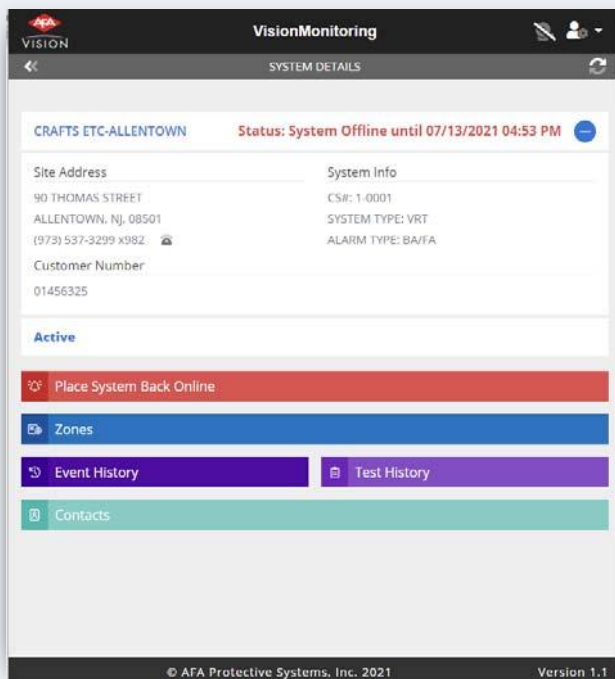 AFA
VISION
VisionMonitoring
SYSTEM DETAILS
CRAFTS ETC-ALLENTOWN
Status: System Offline until 07/13/2021 04:53 PM
Site Address
90 THOMAS STREET
ALLENTOWN, NJ, 08501
(973) 537-3299 x982
Customer Number
01456325
System Info
CS#: 1-0001
SYSTEM TYPE: VRT
ALARM TYPE: BA/FA
Active
Place System Back Online
Zones
Event History
Test History
Contacts
© AFA Protective Systems, Inc. 2021
Version 1.1